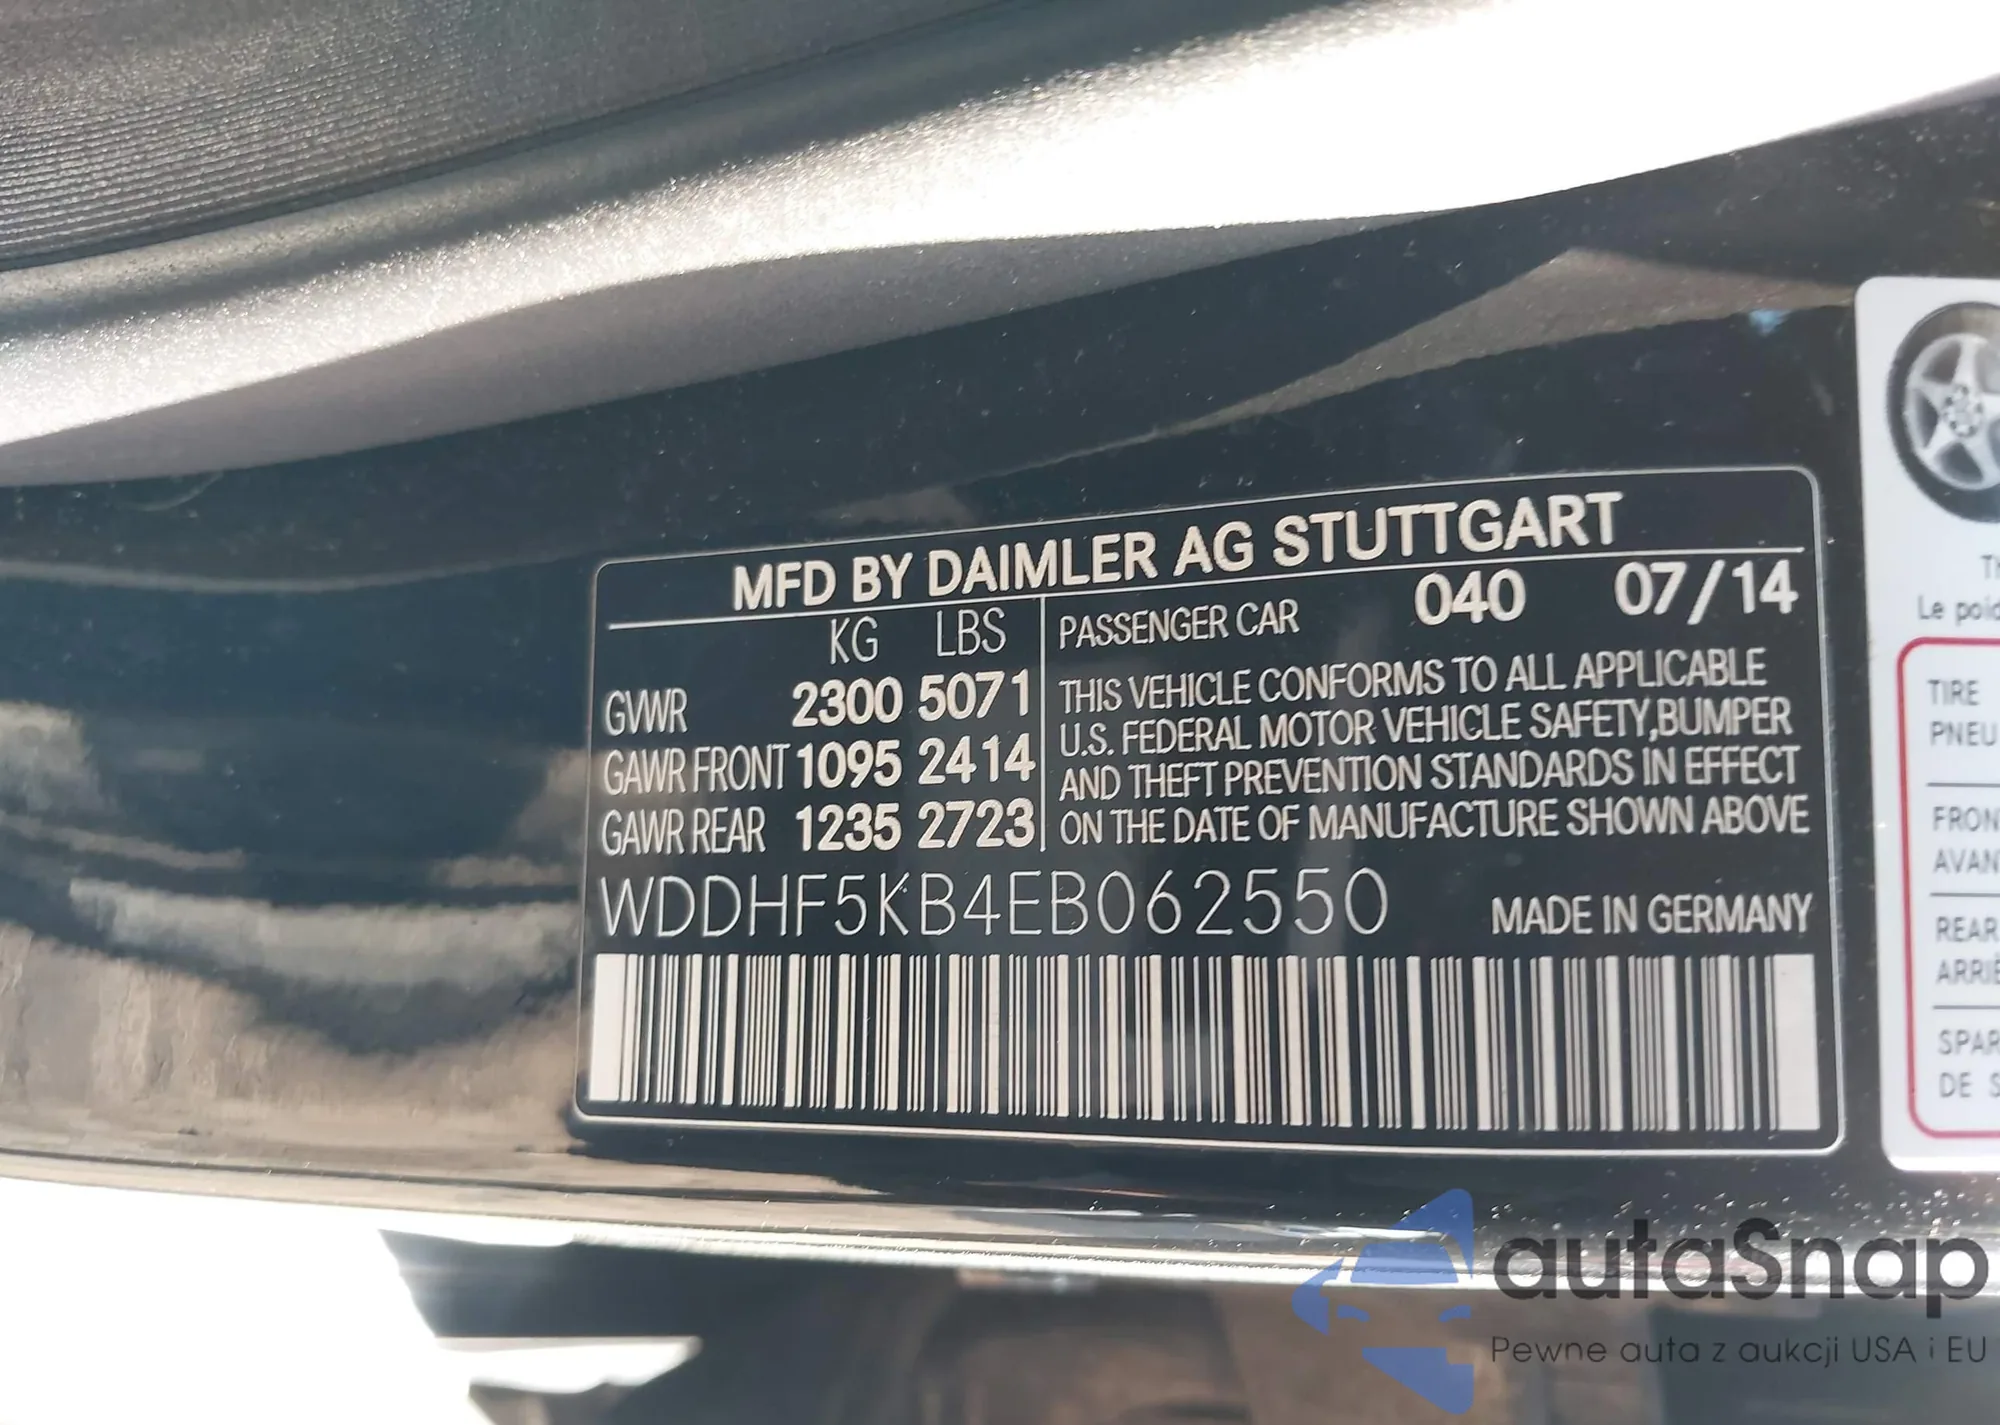 MFD BY DAIMLER AG STUTTGART
KG LBS
GVWR 2300 5071
GAWR FRONT 1095 2414
GAWR REAR 1235 2723
PASSENGER CAR 040 07/14
THIS VEHICLE CONFORMS TO ALL APPLICABLE
U.S. FEDERAL MOTOR VEHICLE SAFETY,BUMPER
AND THEFT PREVENTION STANDARDS IN EFFECT
ON THE DATE OF MANUFACTURE SHOWN ABOVE
WDDHF5KB4EB062550 MADE IN GERMANY
Le poid
TIRE
PNEU
FRON
AVAN
REAR
ARRIÈ
SPAR
DE S
autaSnap
Pewne auta z aukcji USA i EU